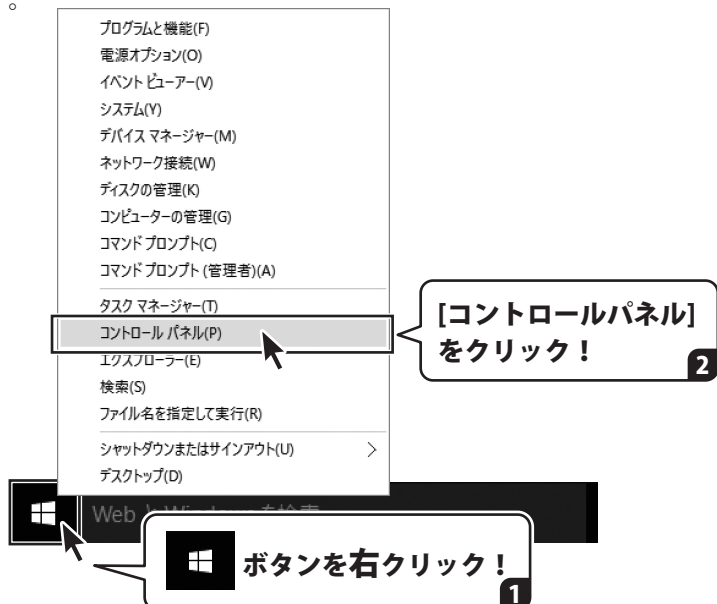 。
プログラムと機能(F)
電源オプション(O)
イベント ビューアー(V)
システム(Y)
デバイス マネージャー(M)
ネットワーク接続(W)
ディスクの管理(K)
コンピューターの管理(G)
コマンド プロンプト(C)
コマンド プロンプト (管理者)(A)
タスク マネージャー(T)
コントロール パネル(P)
エクスプローラー(E)
検索(S)
ファイル名を指定して実行(R)
シャットダウンまたはサインアウト(U)
デスクトップ(D)
[コントロールパネル]
をクリック！
2
Web と Windows を検索
ボタンを右クリック！
1